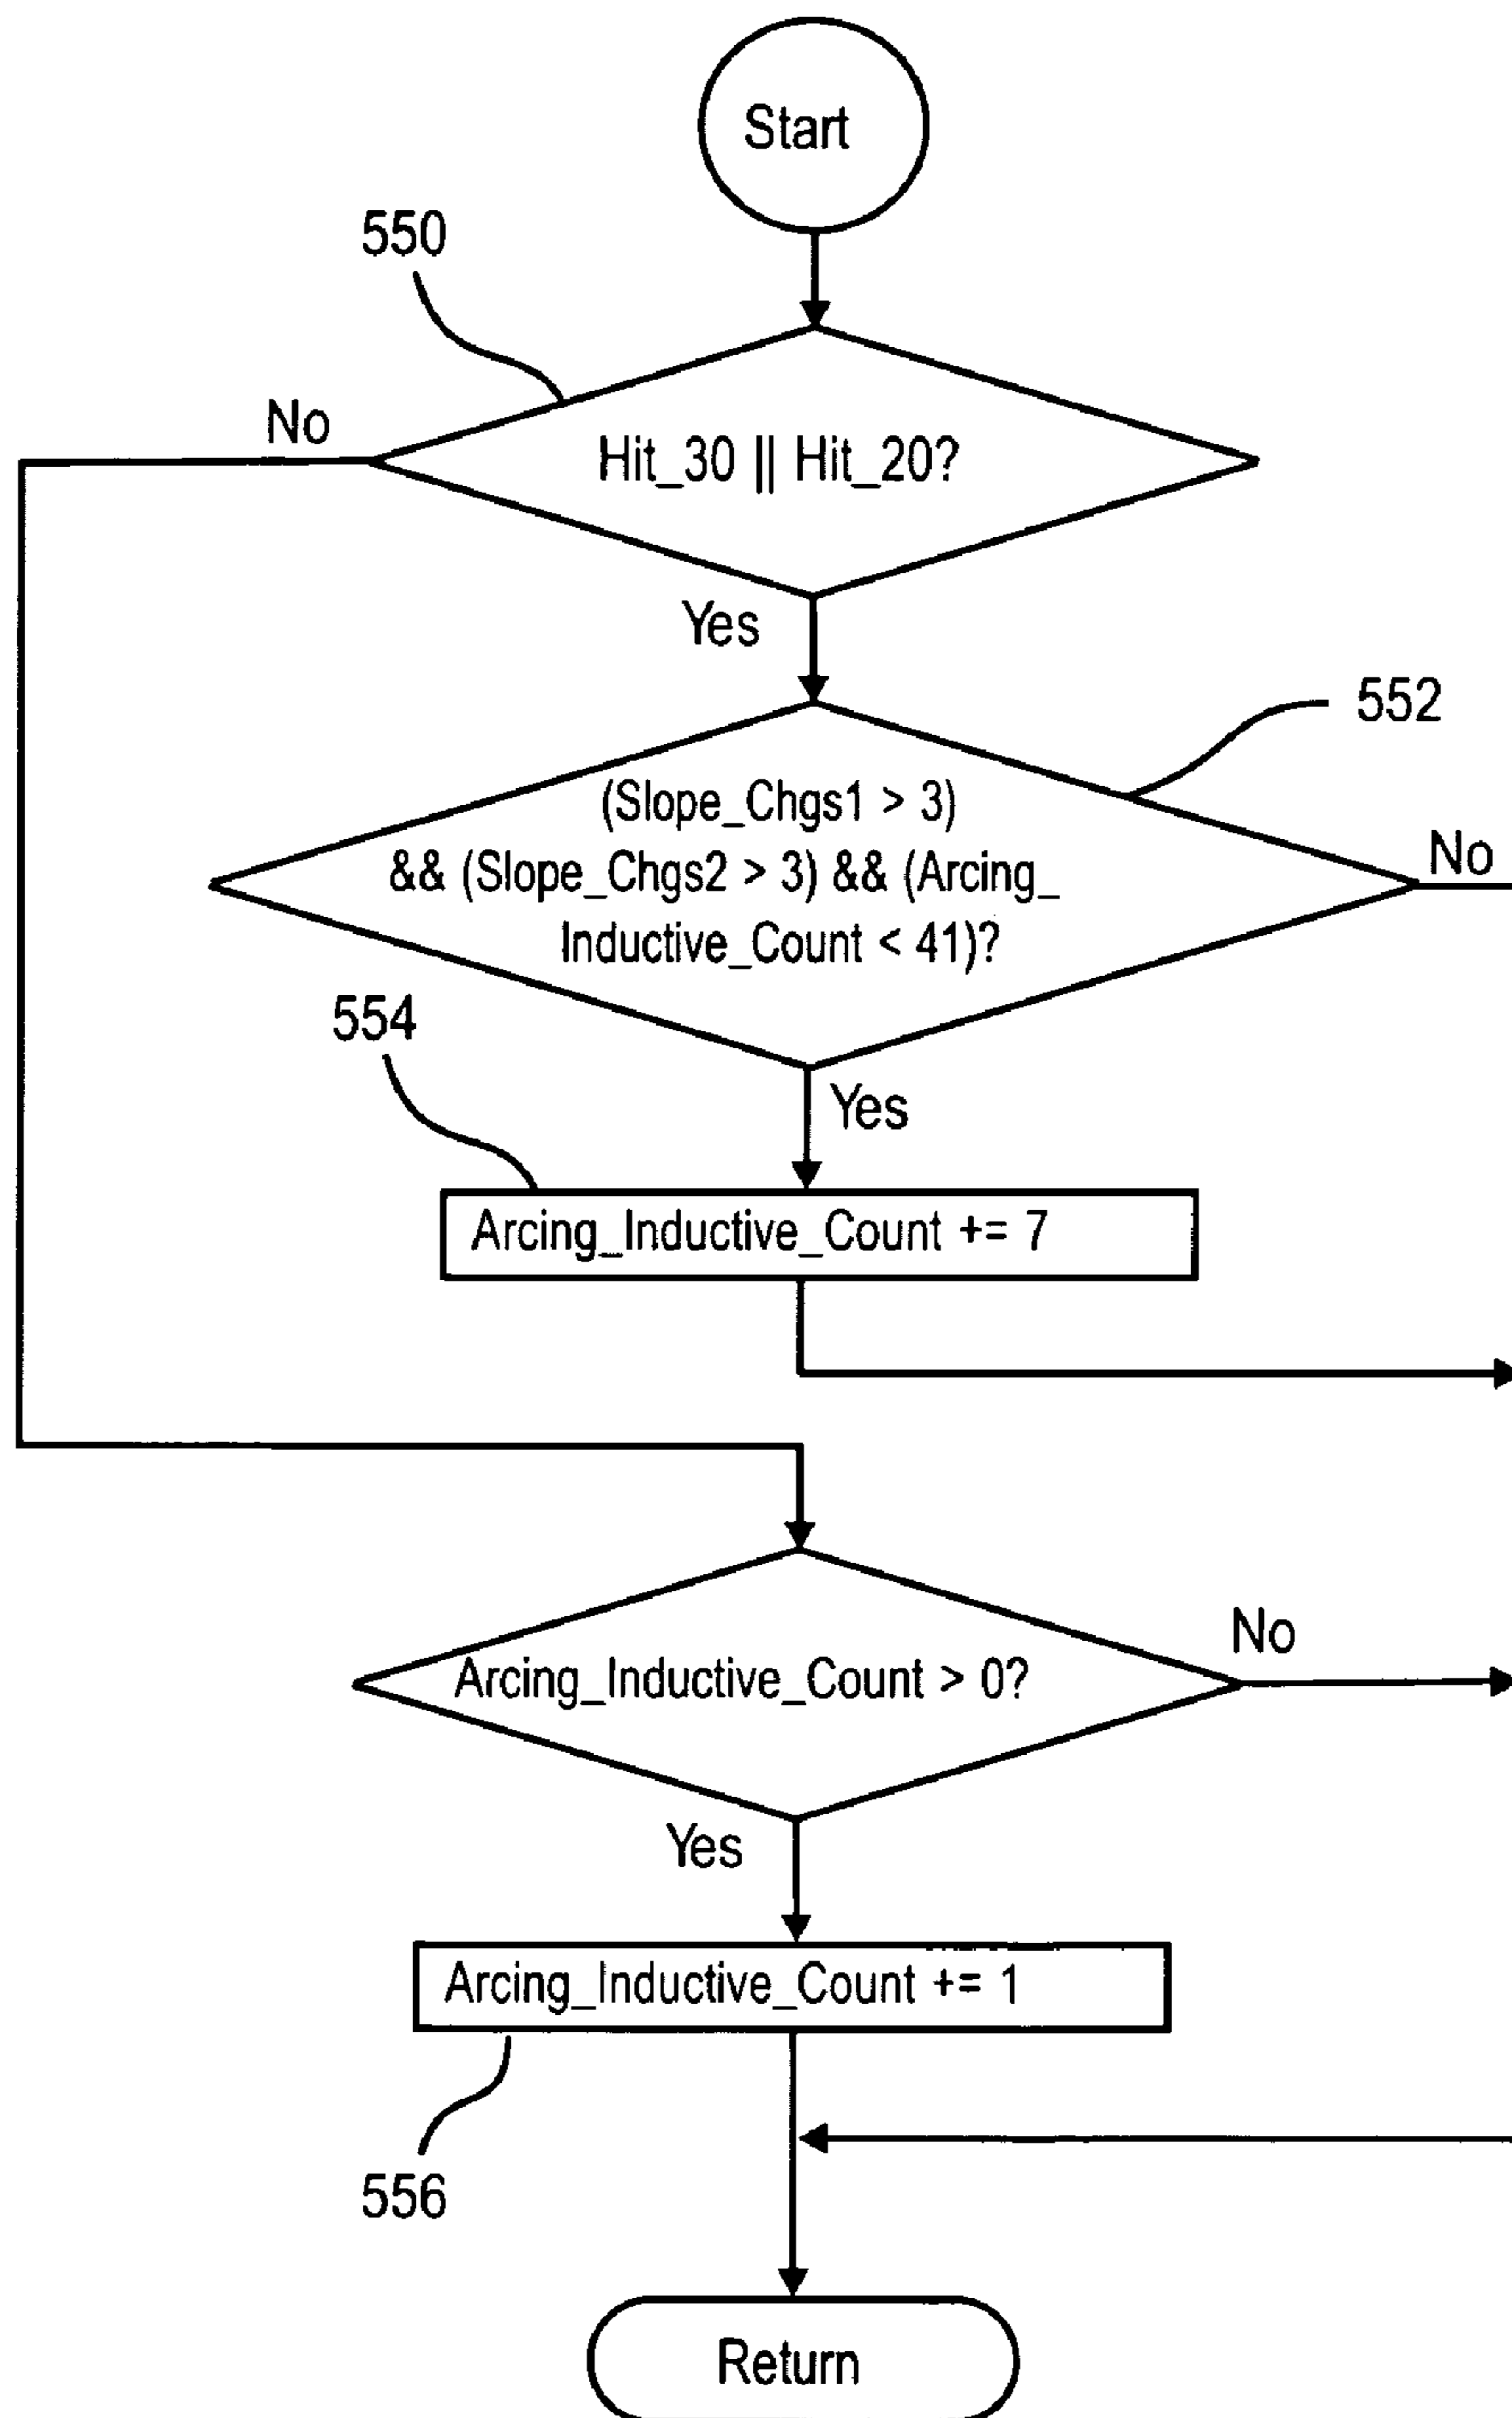 Start
550
No
Hit_30 || Hit_20?
Yes
552
(Slope_Chgs1 > 3)
&& (Slope_Chgs2 > 3) && (Arcing_
Inductive_Count < 41)?
No
554
Yes
Arcing_Inductive_Count += 7
No
Arcing_Inductive_Count > 0?
Yes
Arcing_Inductive_Count += 1
556
Return